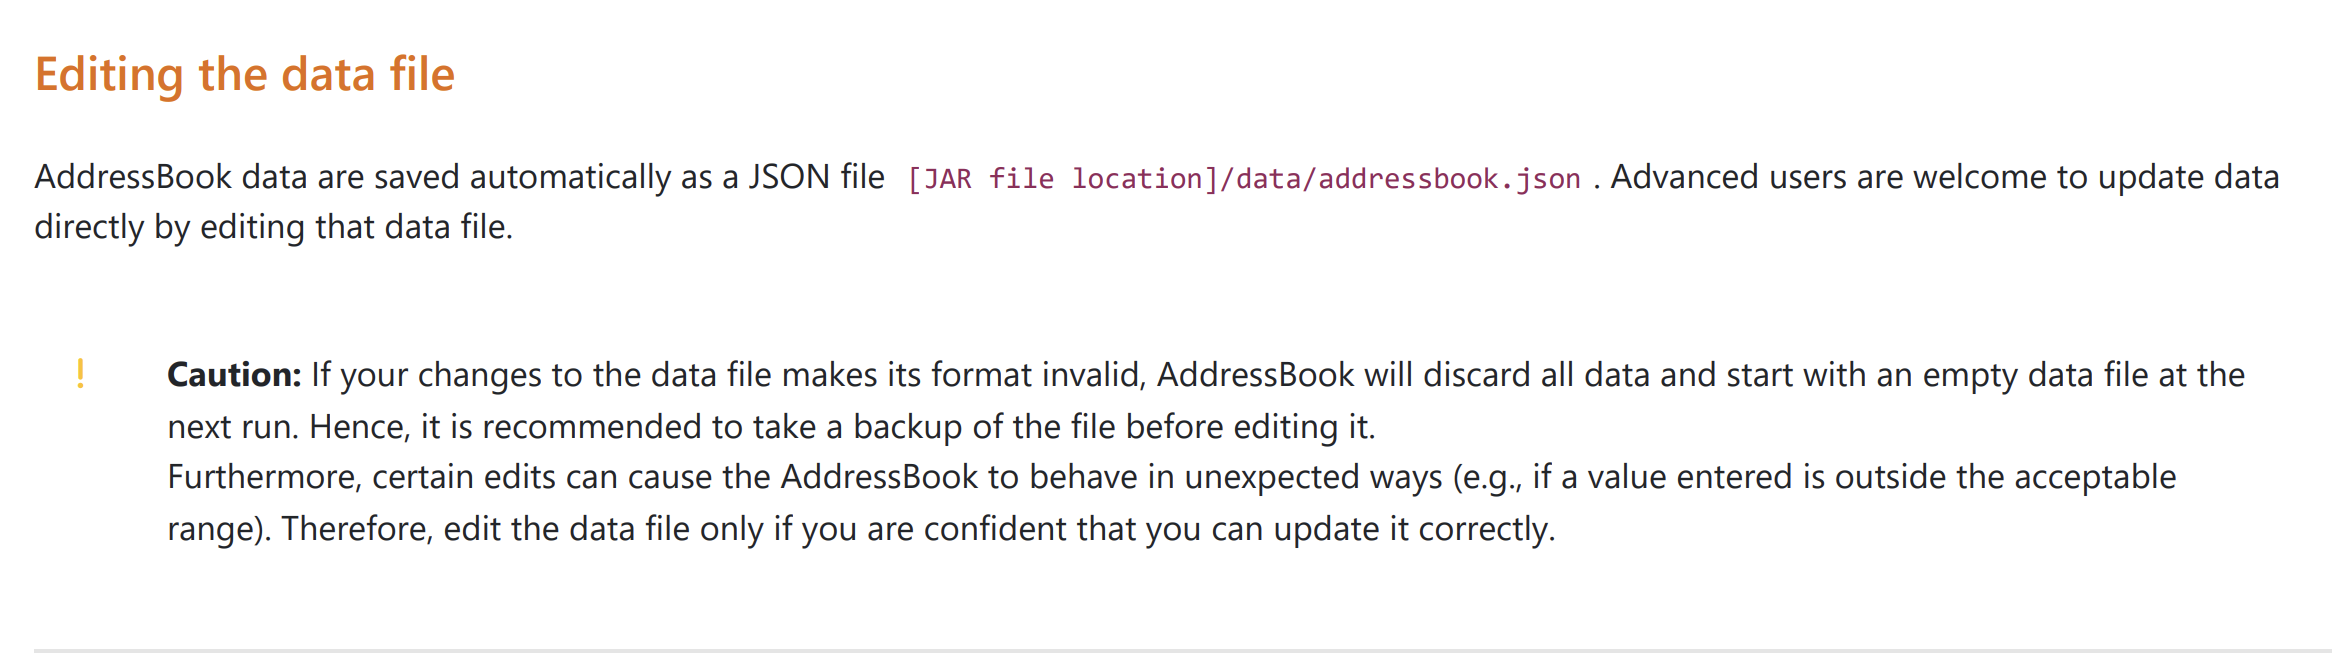 Editing the data file
AddressBook data are saved automatically as a JSON file [JAR file location]/data/addressbook.json . Advanced users are welcome to update data
directly by editing that data file.
! Caution: If your changes to the data file makes its format invalid, AddressBook will discard all data and start with an empty data file at the
next run. Hence, it is recommended to take a backup of the file before editing it.
Furthermore, certain edits can cause the AddressBook to behave in unexpected ways (e.g., if a value entered is outside the acceptable
range). Therefore, edit the data file only if you are confident that you can update it correctly.